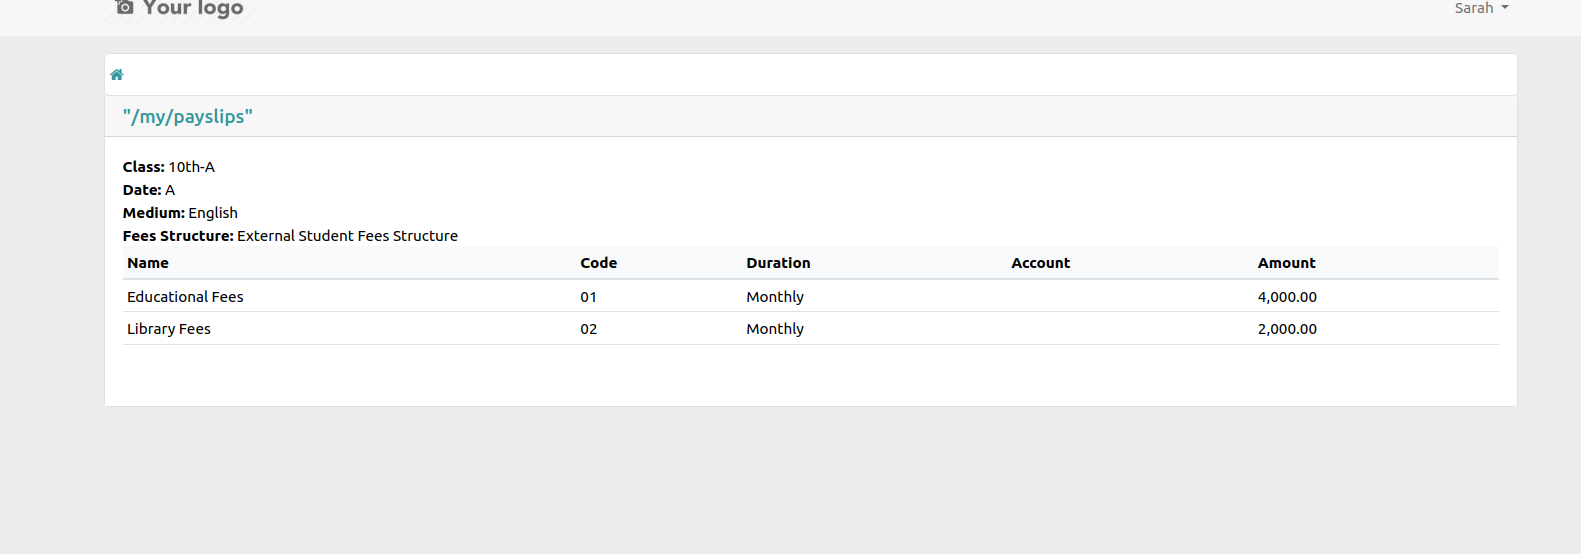 Your logo
Sarah
"/my/payslips"
Class: 10th-A
Date: A
Medium: English
Fees Structure: External Student Fees Structure
Name Code Duration Account Amount
Educational Fees 01 Monthly 4,000.00
Library Fees 02 Monthly 2,000.00